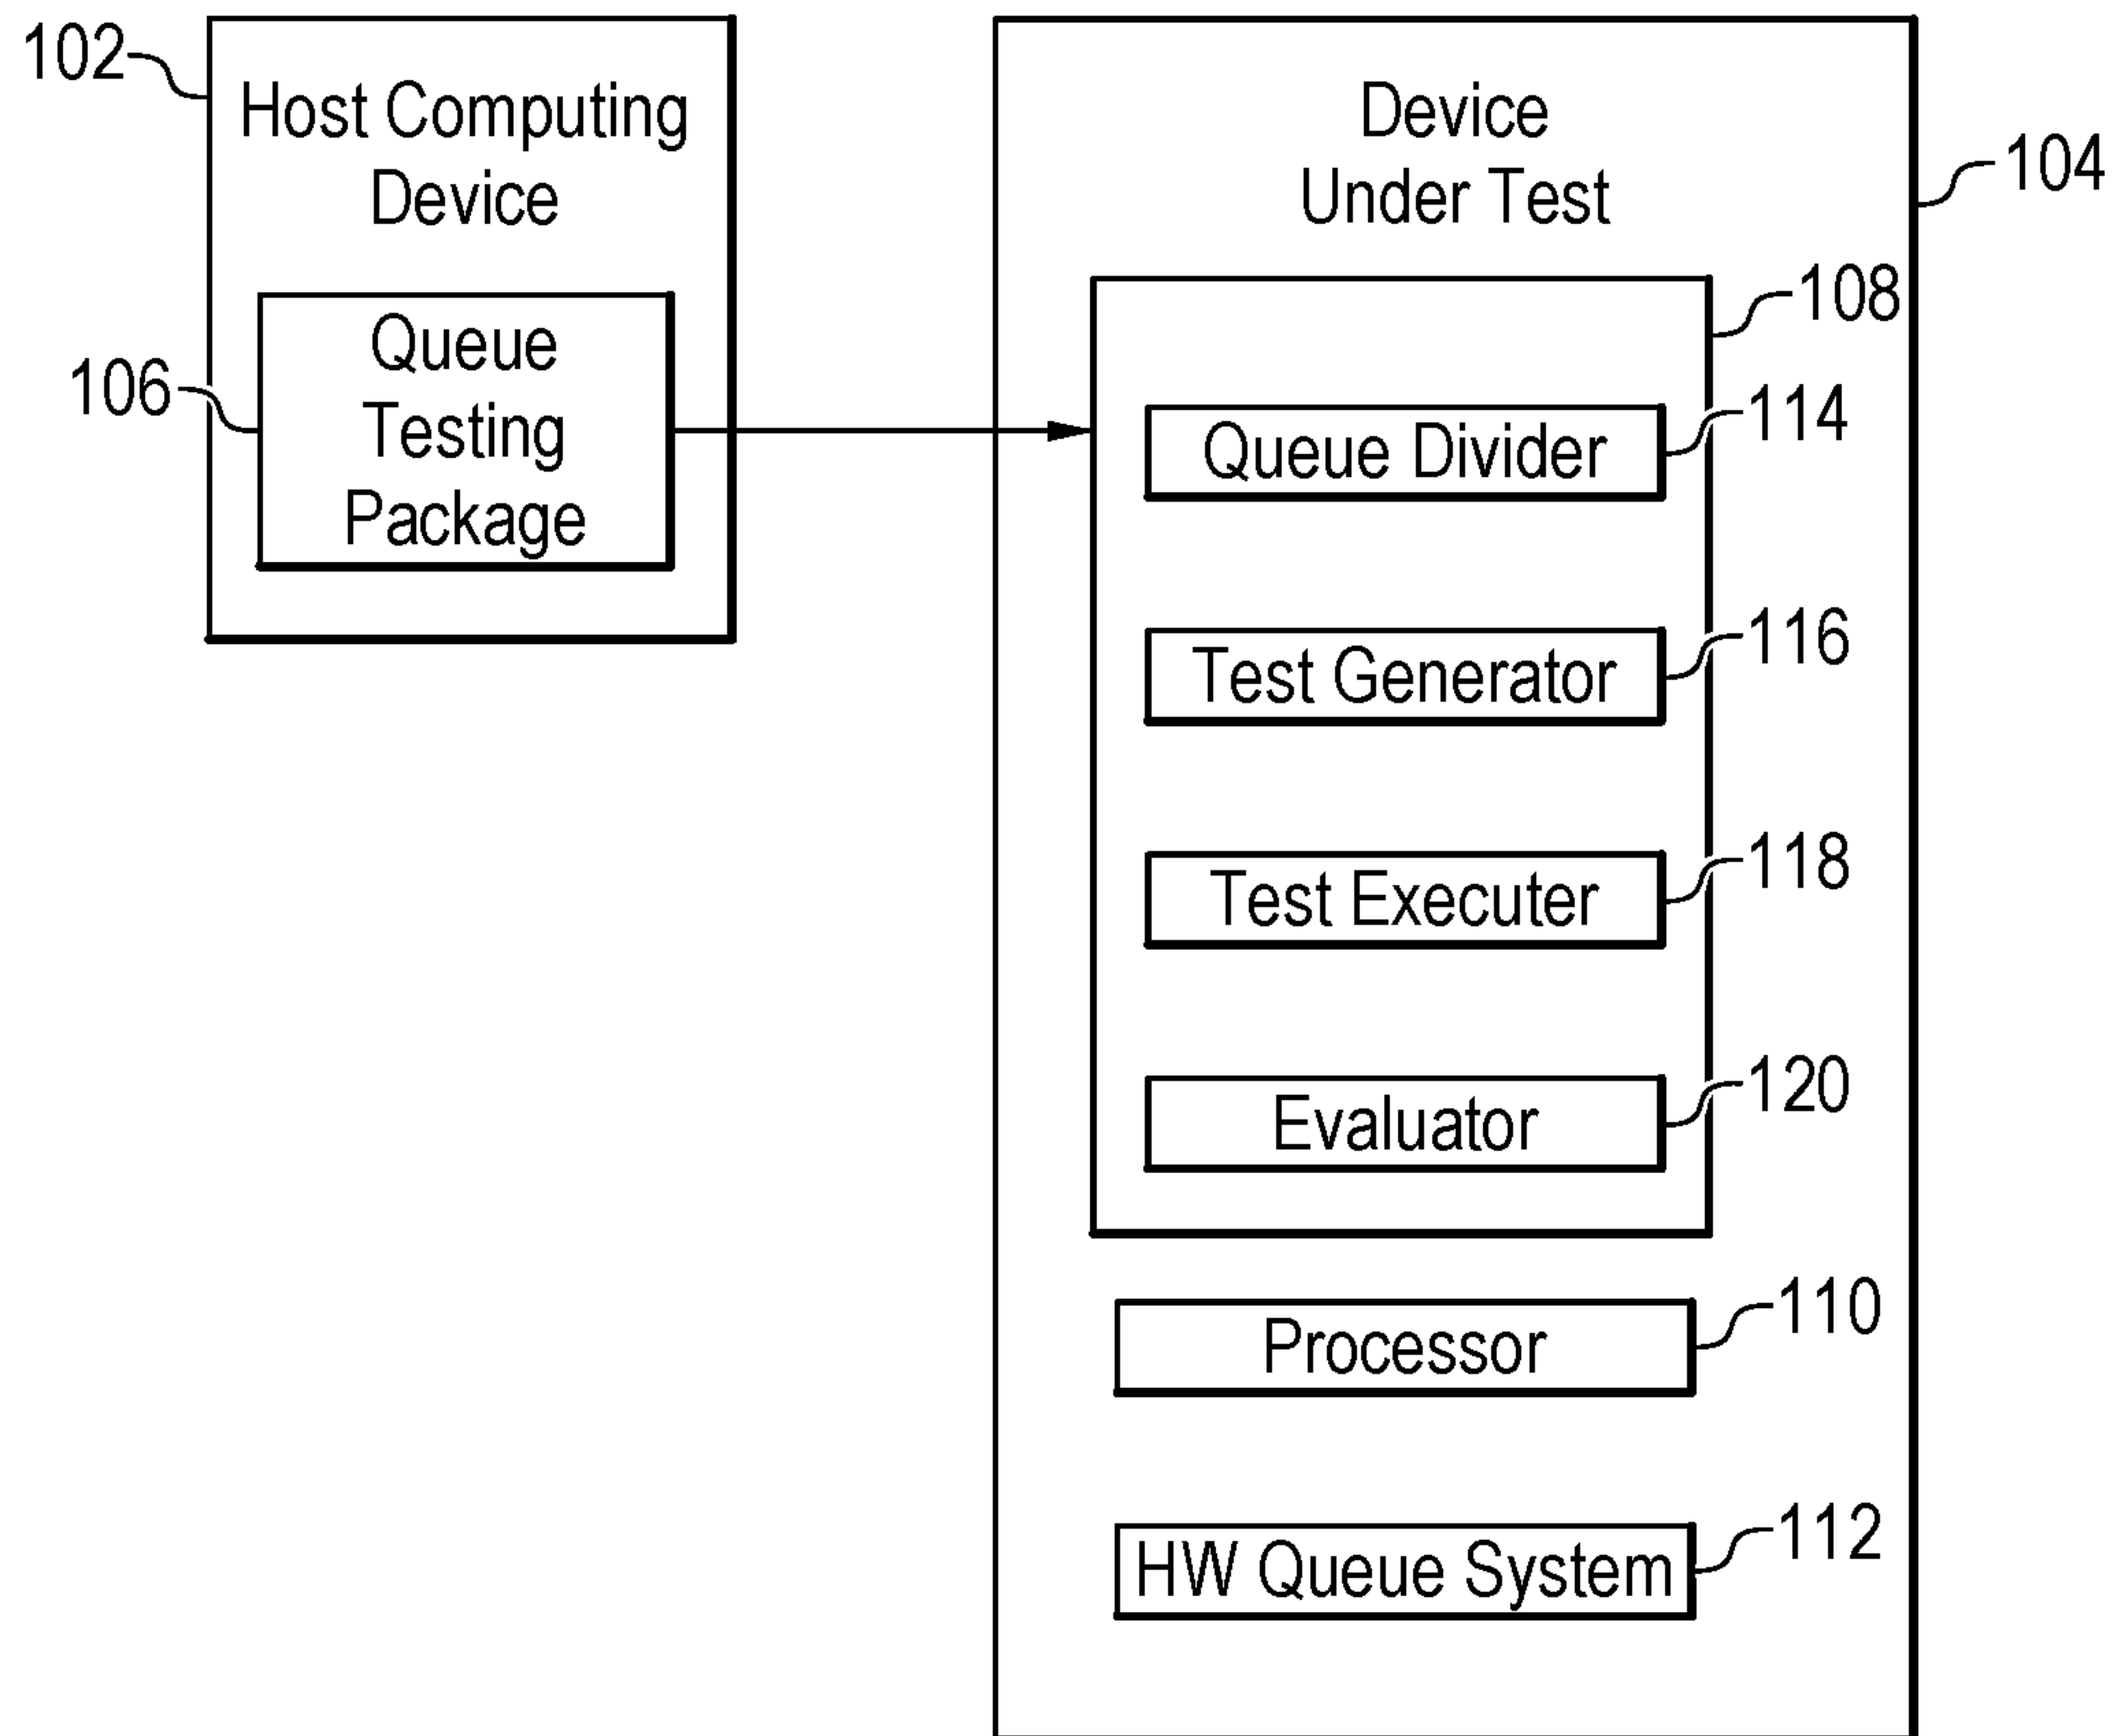 102
Host Computing
Device
106
Queue
Testing
Package
Device
Under Test
104
108
Queue Divider
114
Test Generator
116
Test Executer
118
Evaluator
120
Processor
110
HW Queue System
112